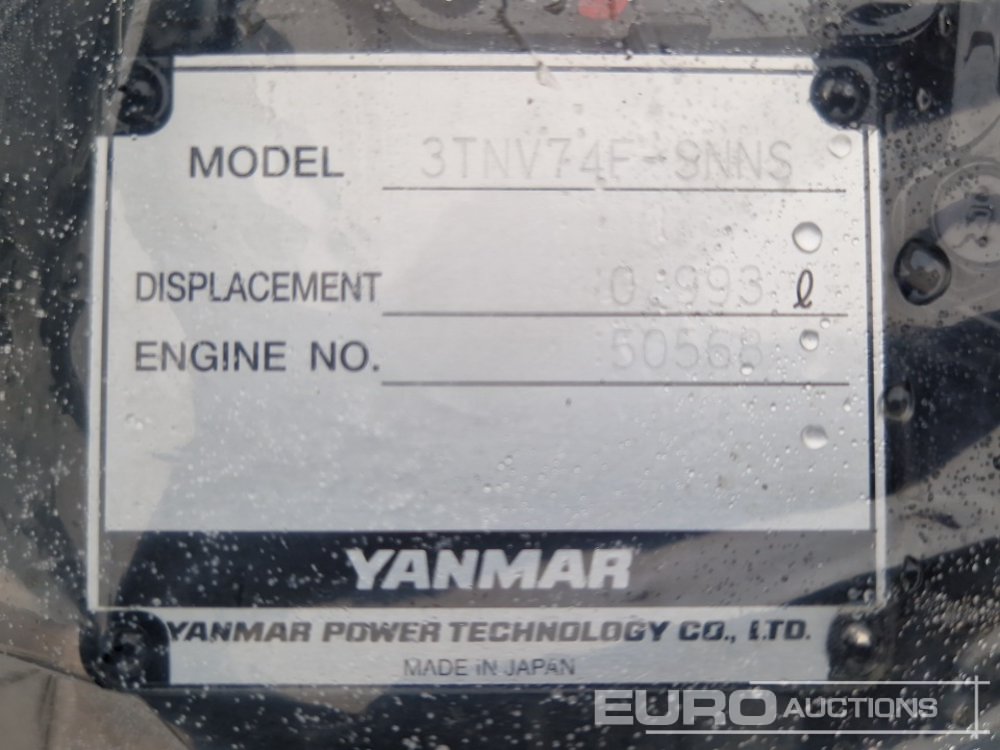 MODEL 3TNV74F-SNNS
DISPLACEMENT 0.993 ℓ
ENGINE NO. 50568
YANMAR
YANMAR POWER TECHNOLOGY CO., LTD.
MADE IN JAPAN
EURO AUCTIONS